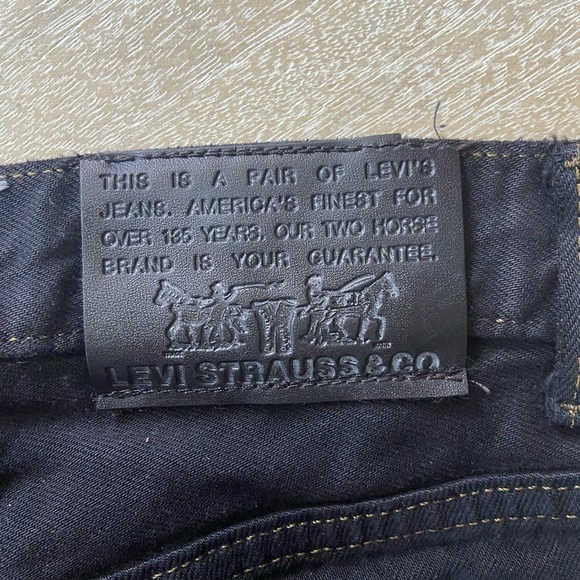 THIS IS A PAIR OF LEVI'S
JEANS. AMERICA'S FINEST FOR
OVER 135 YEARS. OUR TWO HORSE
BRAND IS YOUR GUARANTEE.
LEVI STRAUSS & CO